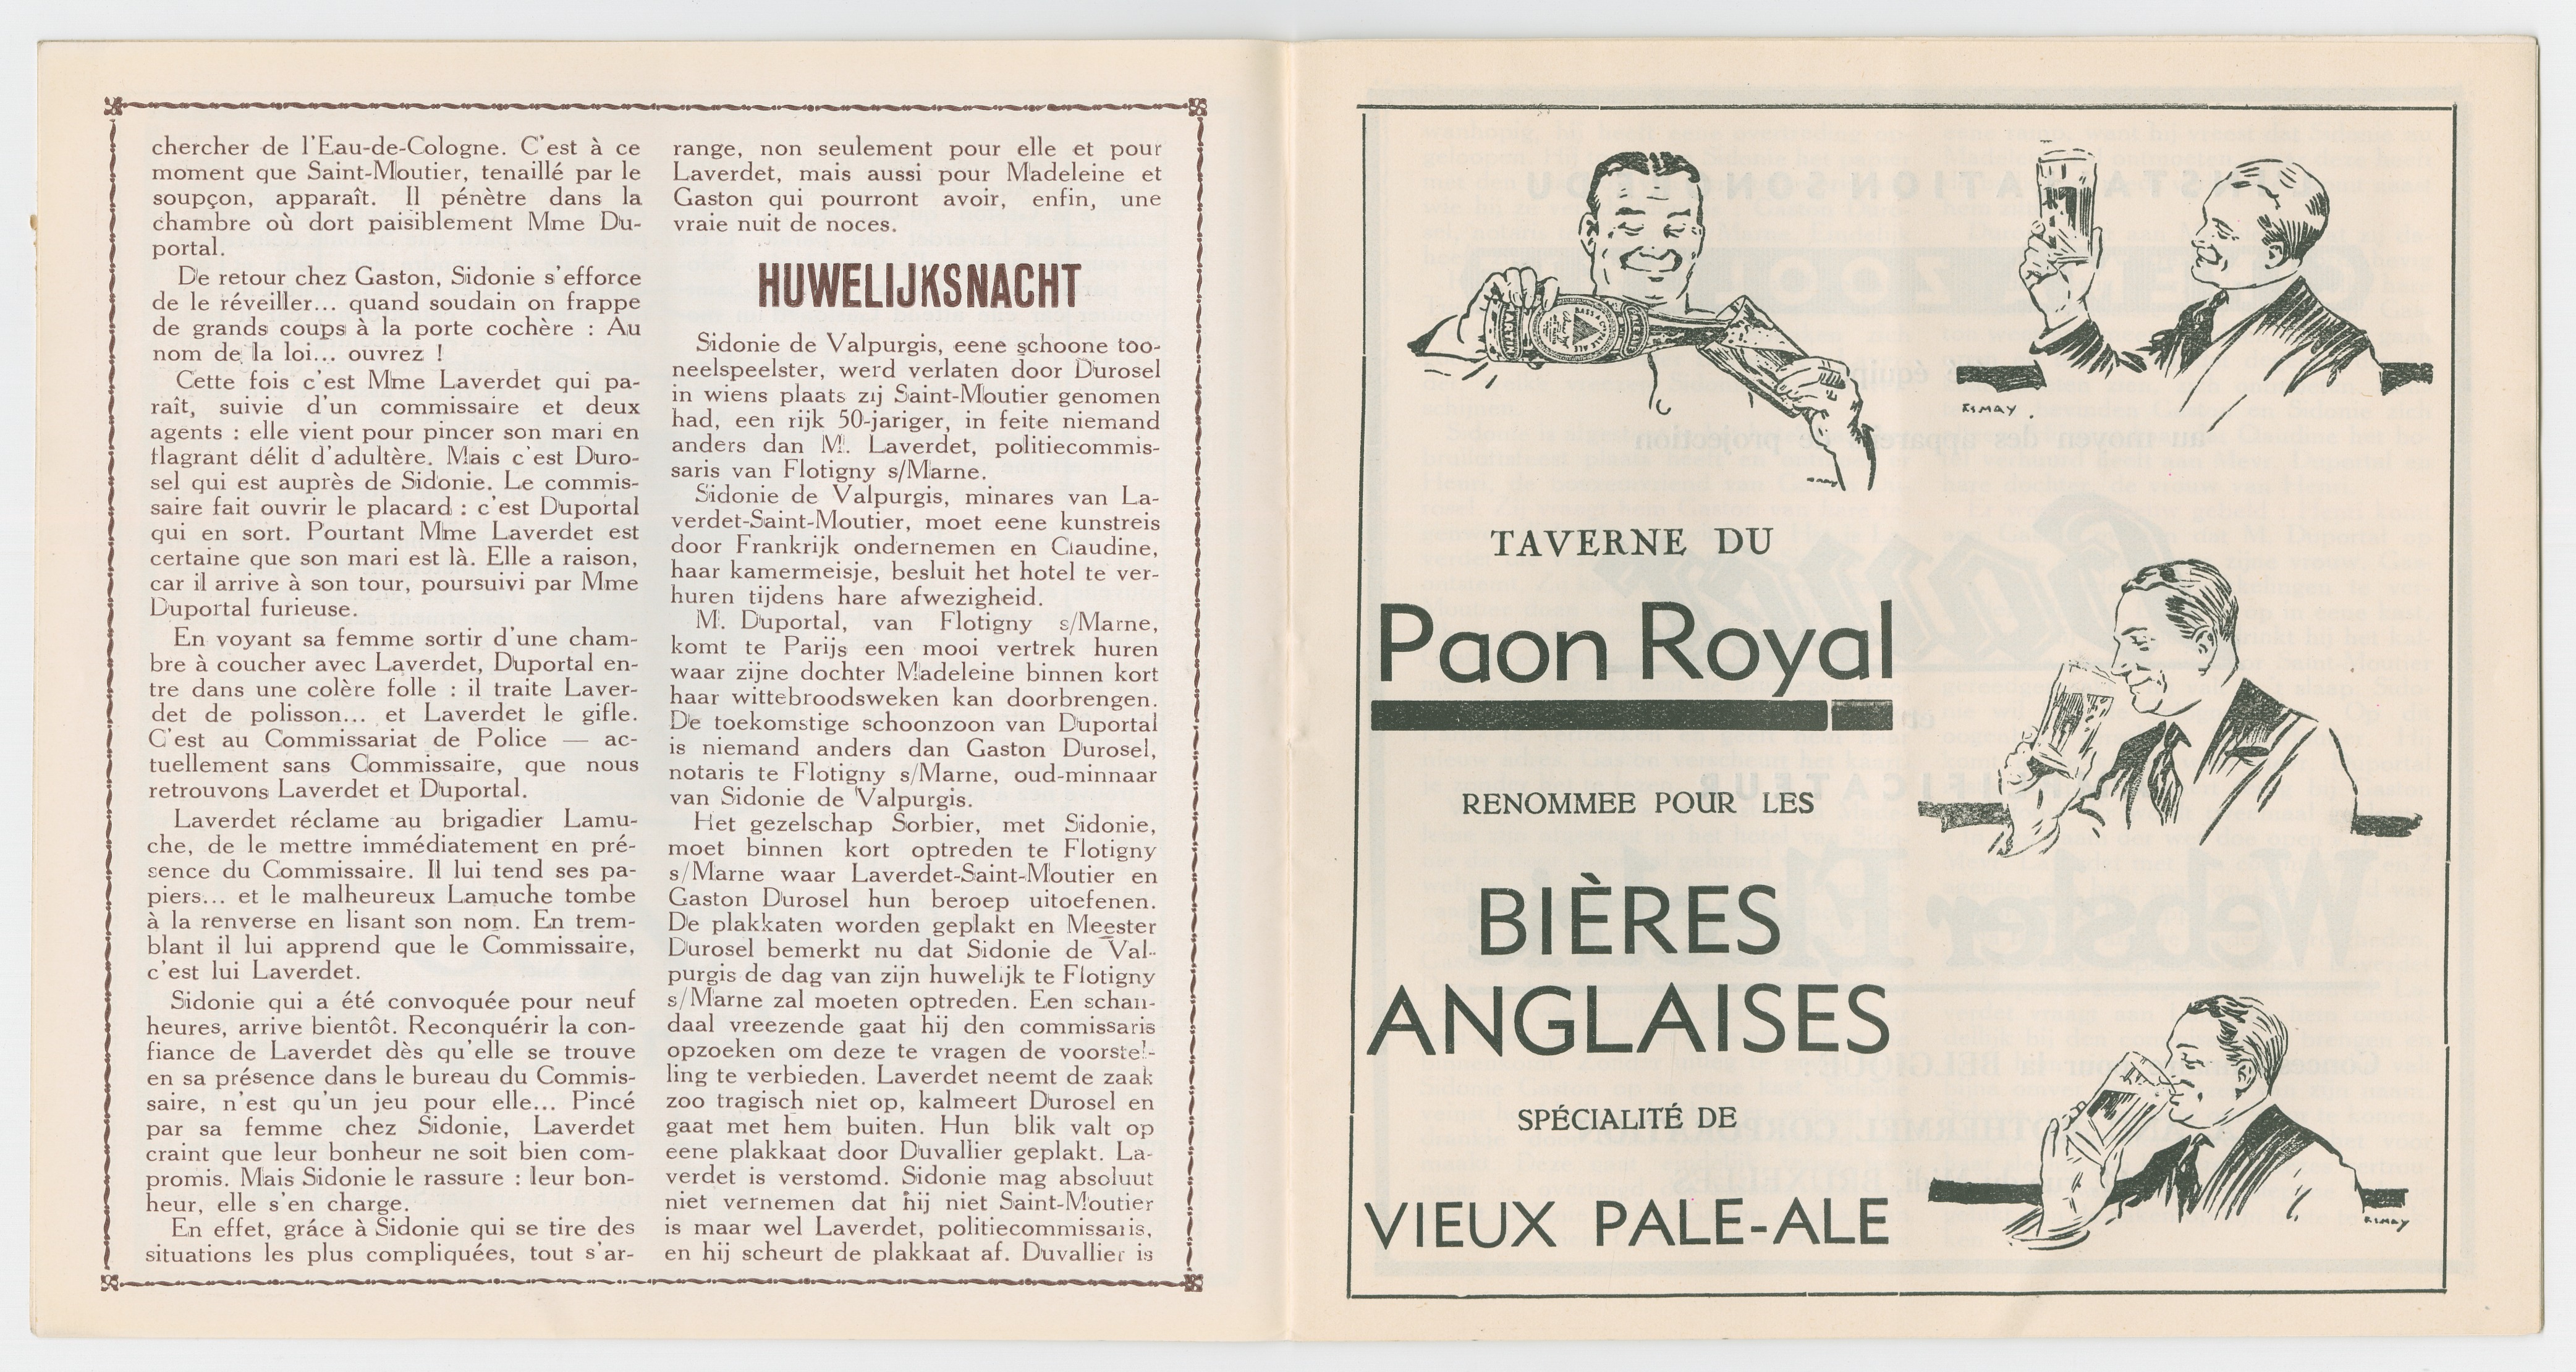 chercher de l'Eau-de-Cologne. C'est à ce
moment que Saint-Moutier, tenaillé par le
soupçon, apparaît. Il pénètre dans la
chambre où dort paisiblement Mme Du-
portal.
De retour chez Gaston, Sidonie s'efforce
de le réveiller... quand soudain on frappe
de grands coups à la porte cochère : Au
nom de la loi... ouvrez !
Cette fois c'est Mme Laverdet qui pa-
raît, suivie d'un commissaire et deux
agents : elle vient pour pincer son mari en
flagrant délit d'adultère. Mais c'est Duro-
sel qui est auprès de Sidonie. Le commis-
saire fait ouvrir le placard : c'est Duportal
qui en sort. Pourtant Mme Laverdet est
certaine que son mari est là. Elle a raison,
car il arrive à son tour, poursuivi par Mme
Duportal furieuse.
En voyant sa femme sortir d'une cham-
bre à coucher avec Laverdet, Duportal en-
tre dans une colère folle : il traite Laver-
det de polisson... et Laverdet le gifle.
C'est au Commissariat de Police — ac-
tuellement sans Commissaire, que nous
retrouvons Laverdet et Duportal.
Laverdet réclame au brigadier Lamu-
che, de le mettre immédiatement en pré-
sence du Commissaire. Il lui tend ses pa-
piers... et le malheureux Lamuche tombe
à la renverse en lisant son nom. En trem-
blant il lui apprend que le Commissaire,
c'est lui Laverdet.
Sidonie qui a été convoquée pour neuf
heures, arrive bientôt. Reconquérir la con-
fiance de Laverdet dès qu'elle se trouve
en sa présence dans le bureau du Commis-
saire, n'est qu'un jeu pour elle... Pincé
par sa femme chez Sidonie, Laverdet
craint que leur bonheur ne soit bien com-
promis. Mais Sidonie le rassure : leur bon-
heur, elle s'en charge.
En effet, grâce à Sidonie qui se tire des
situations les plus compliquées, tout s'ar-
range, non seulement pour elle et pour
Laverdet, mais aussi pour Madeleine et
Gaston qui pourront avoir, enfin, une
vraie nuit de noces.
HUWELIJKSNACHT
Sidonie de Valpurgis, eene schoone too-
neelspeelster, werd verlaten door Durosel
in wiens plaats zij Saint-Moutier genomen
had, een rijk 50-jariger, in feite niemand
anders dan M. Laverdet, politiecommis-
saris van Flotigny s/Marne.
Sidonie de Valpurgis, minares van La-
verdet-Saint-Moutier, moet eene kunstreis
door Frankrijk ondernemen en Claudine,
haar kamermeisje, besluit het hotel te ver-
huren tijdens hare afwezigheid.
M. Duportal, van Flotigny s/Marne,
komt te Parijs een mooi vertrek huren
waar zijne dochter Madeleine binnen kort
haar wittebroodsweken kan doorbrengen.
De toekomstige schoonzoon van Duportal
is niemand anders dan Gaston Durosel,
notaris te Flotigny s/Marne, oud-minnaar
van Sidonie de Valpurgis.
Het gezelschap Sorbier, met Sidonie,
moet binnen kort optreden te Flotigny
s/Marne waar Laverdet-Saint-Moutier en
Gaston Durosel hun beroep uitoefenen.
De plakkaten worden geplakt en Meester
Durosel bemerkt nu dat Sidonie de Val-
purgis de dag van zijn huwelijk te Flotigny
s/Marne zal moeten optreden. Een schan-
daal vreezende gaat hij den commissaris
opzoeken om deze te vragen de voorstel-
ling te verbieden. Laverdet neemt de zaak
zoo tragisch niet op, kalmeert Durosel en
gaat met hem buiten. Hun blik valt op
eene plakkaat door Duvallier geplakt. La-
verdet is verstomd. Sidonie mag absoluut
niet vernemen dat hij niet Saint-Moutier
is maar wel Laverdet, politiecommissaris,
en hij scheurt de plakkaat af. Duvallier is
TAVERNE DU
Paon Royal
RENOMMEE POUR LES
BIÈRES
ANGLAISES
SPÉCIALITÉ DE
VIEUX PALE-ALE